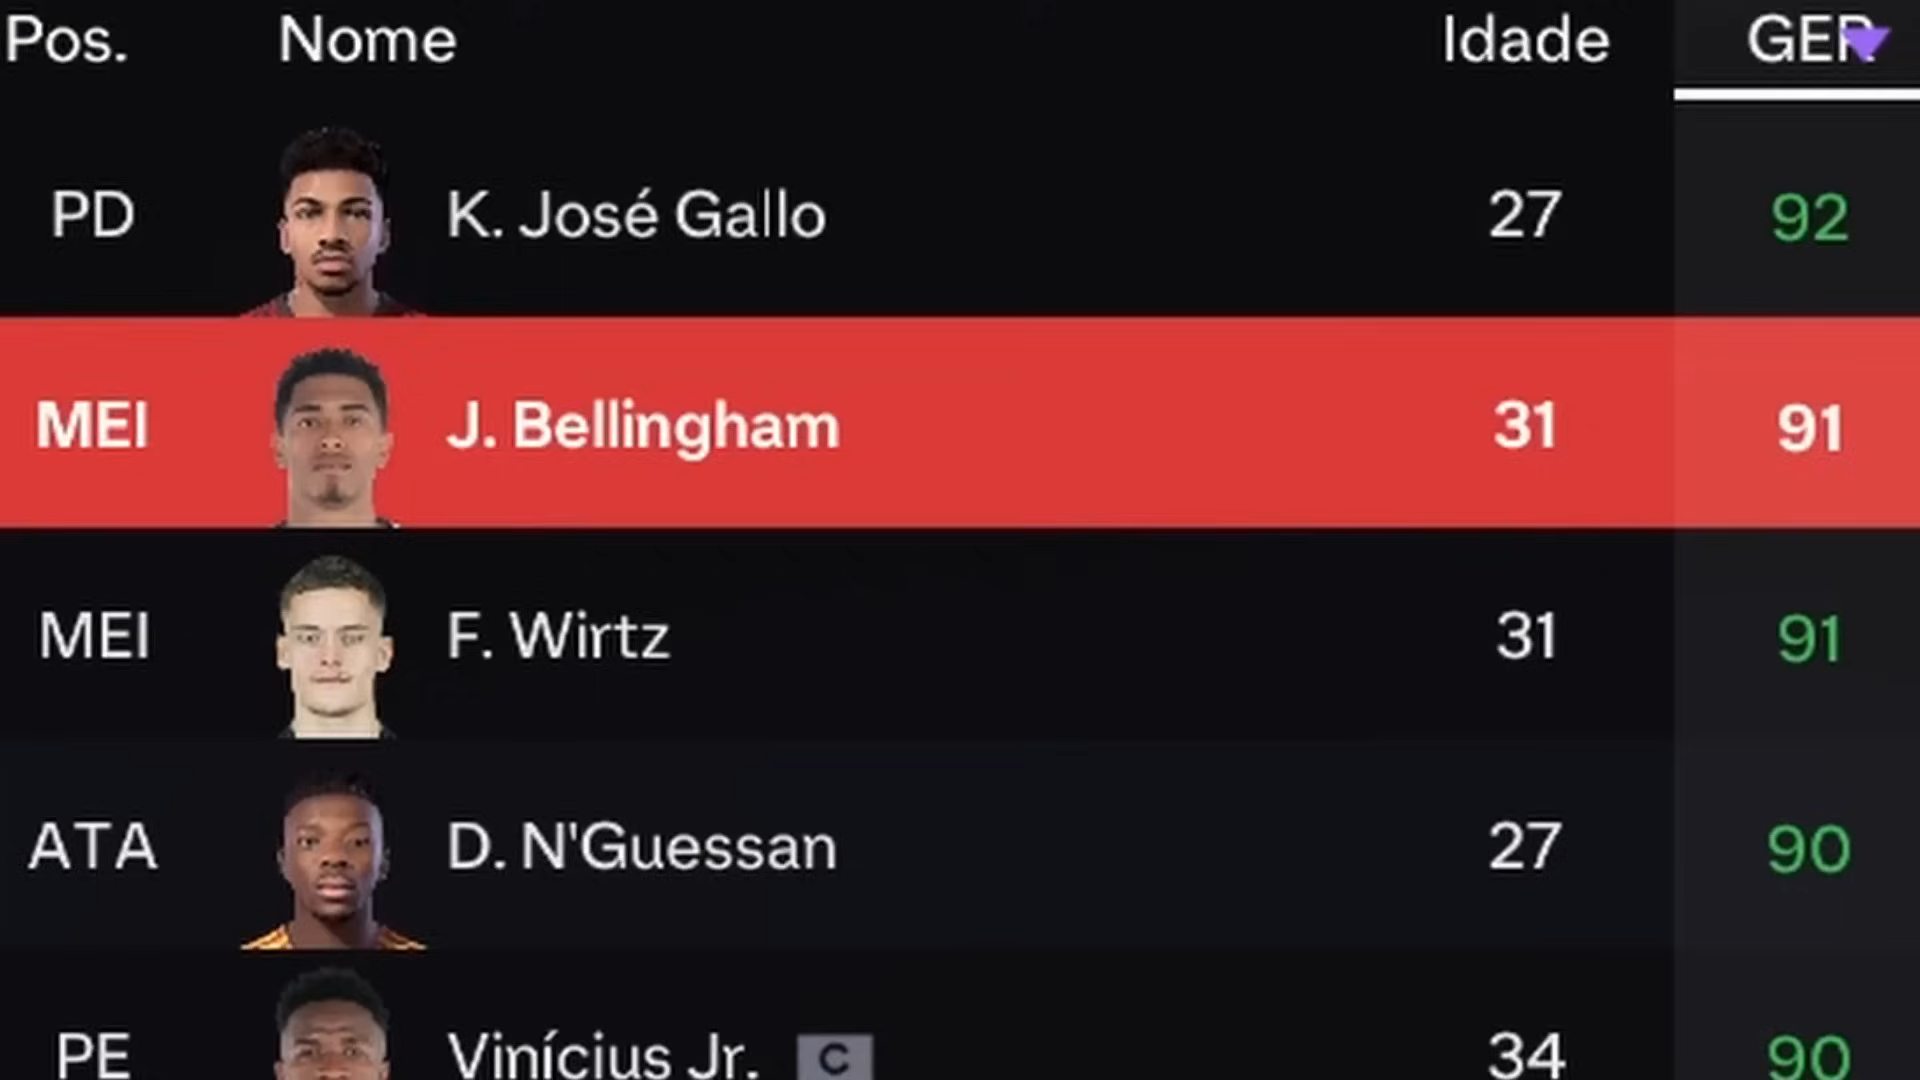 Pos. Nome Idade GER
PD K. José Gallo 27 92
MEI J. Bellingham 31 91
MEI F. Wirtz 31 91
ATA D. N'Guessan 27 90
PE Vinícius Jr. C 34 90